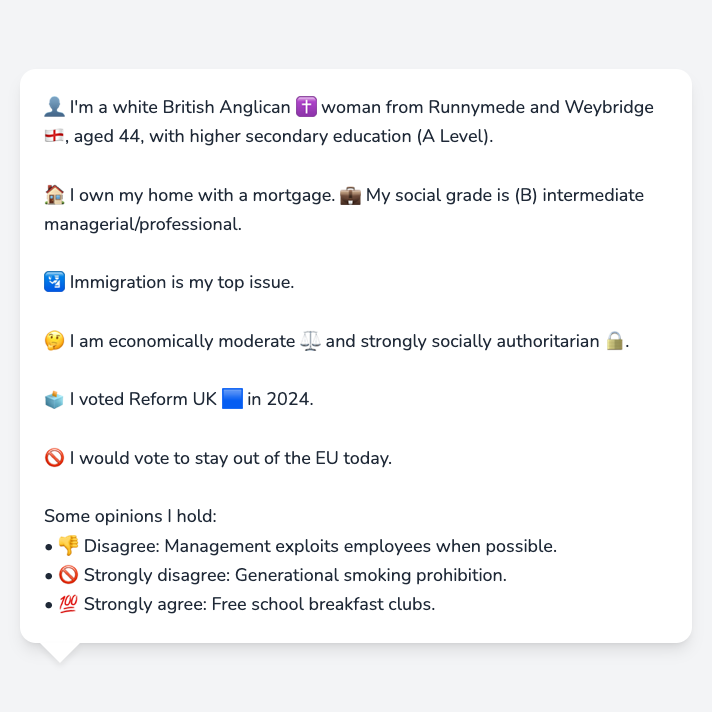 👤 I'm a white British Anglican ✝️ woman from Runnymede and Weybridge
🏴󠁧󠁢󠁥󠁮󠁧󠁿, aged 44, with higher secondary education (A Level).
🏠 I own my home with a mortgage. 💼 My social grade is (B) intermediate
managerial/professional.
🛂 Immigration is my top issue.
🤔 I am economically moderate ⚖️ and strongly socially authoritarian 🔒.
🗳️ I voted Reform UK 🟦 in 2024.
🚫 I would vote to stay out of the EU today.
Some opinions I hold:
• 👎 Disagree: Management exploits employees when possible.
• 🚫 Strongly disagree: Generational smoking prohibition.
• 💯 Strongly agree: Free school breakfast clubs.